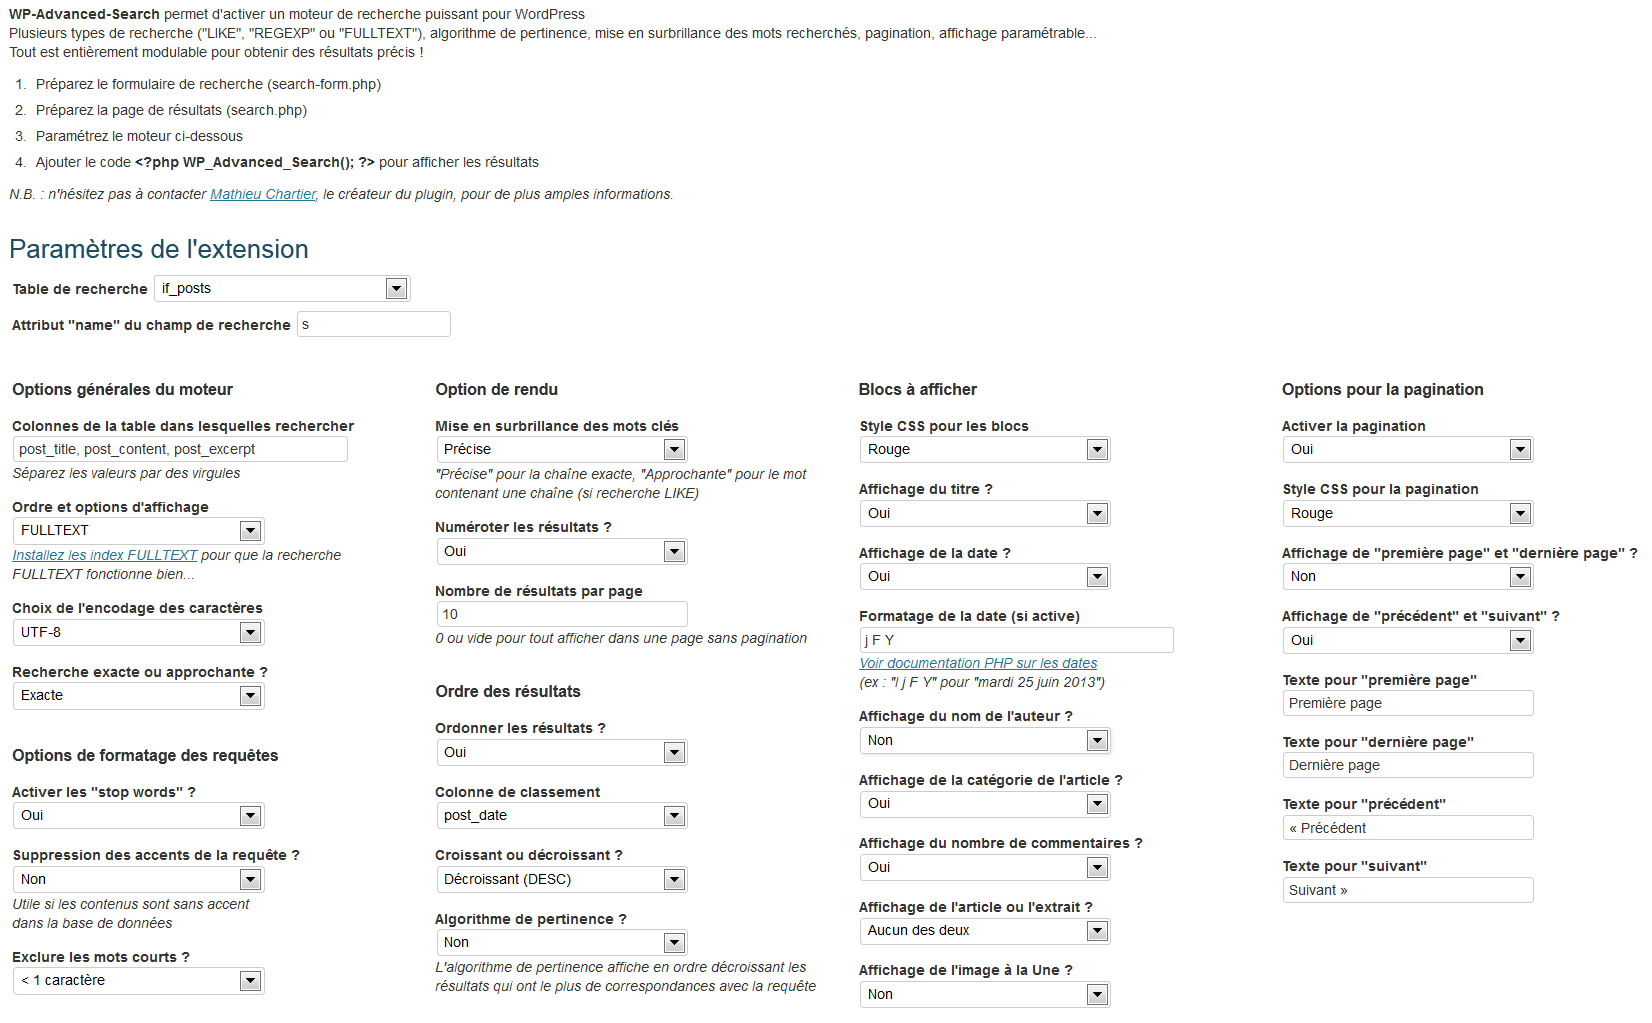 WP-Advanced-Search permet d'activer un moteur de recherche puissant pour WordPress
Plusieurs types de recherche ("LIKE", "REGEXP" ou "FULLTEXT"), algorithme de pertinence, mise en surbrillance des mots recherchés, pagination, affichage paramétrable...
Tout est entièrement modulable pour obtenir des résultats précis !
1. Préparez le formulaire de recherche (search-form.php)
2. Préparez la page de résultats (search.php)
3. Paramétrez le moteur ci-dessous
4. Ajouter le code <?php WP_Advanced_Search(); ?> pour afficher les résultats
N.B. : n'hésitez pas à contacter Mathieu Chartier, le créateur du plugin, pour de plus amples informations.
Paramètres de l'extension
Table de recherche if_posts
Attribut "name" du champ de recherche s
Options générales du moteur
Colonnes de la table dans lesquelles rechercher
post_title, post_content, post_excerpt
Séparez les valeurs par des virgules
Ordre et options d'affichage
FULLTEXT
Installez les index FULLTEXT pour que la recherche
FULLTEXT fonctionne bien...
Choix de l'encodage des caractères
UTF-8
Recherche exacte ou approchante ?
Exacte
Options de formatage des requêtes
Activer les "stop words" ?
Oui
Suppression des accents de la requête ?
Non
Utile si les contenus sont sans accent
dans la base de données
Exclure les mots courts ?
< 1 caractère
Option de rendu
Mise en surbrillance des mots clés
Précise
"Précise" pour la chaîne exacte, "Approchante" pour le mot
contenant une chaîne (si recherche LIKE)
Numéroter les résultats ?
Oui
Nombre de résultats par page
10
0 ou vide pour tout afficher dans une page sans pagination
Ordre des résultats
Ordonner les résultats ?
Oui
Colonne de classement
post_date
Croissant ou décroissant ?
Décroissant (DESC)
Algorithme de pertinence ?
Non
L'algorithme de pertinence affiche en ordre décroissant les
résultats qui ont le plus de correspondances avec la requête
Blocs à afficher
Style CSS pour les blocs
Rouge
Affichage du titre ?
Oui
Affichage de la date ?
Oui
Formatage de la date (si active)
j F Y
Voir documentation PHP sur les dates
(ex : "l j F Y" pour "mardi 25 juin 2013")
Affichage du nom de l'auteur ?
Non
Affichage de la catégorie de l'article ?
Oui
Affichage du nombre de commentaires ?
Oui
Affichage de l'article ou l'extrait ?
Aucun des deux
Affichage de l'image à la Une ?
Non
Options pour la pagination
Activer la pagination
Oui
Style CSS pour la pagination
Rouge
Affichage de "première page" et "dernière page" ?
Non
Affichage de "précédent" et "suivant" ?
Oui
Texte pour "première page"
Première page
Texte pour "dernière page"
Dernière page
Texte pour "précédent"
« Précédent
Texte pour "suivant"
Suivant »